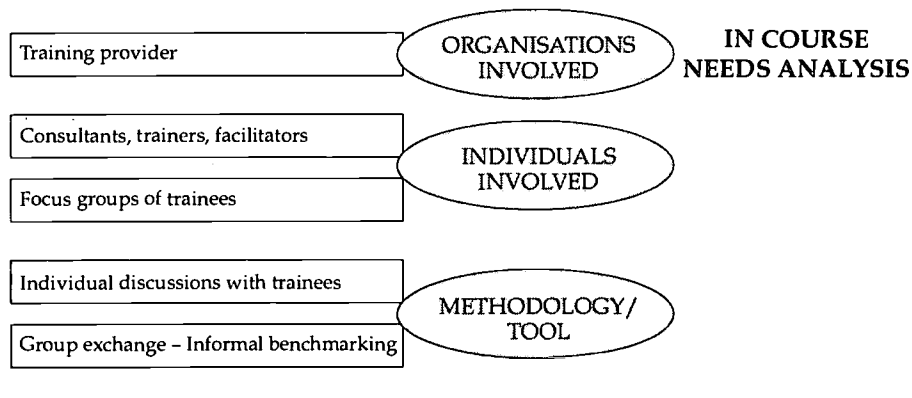 Training provider
ORGANISATIONS
INVOLVED
IN COURSE
NEEDS ANALYSIS
Consultants, trainers, facilitators
INDIVIDUALS
INVOLVED
Focus groups of trainees
Individual discussions with trainees
METHODOLOGY/
TOOL
Group exchange – Informal benchmarking